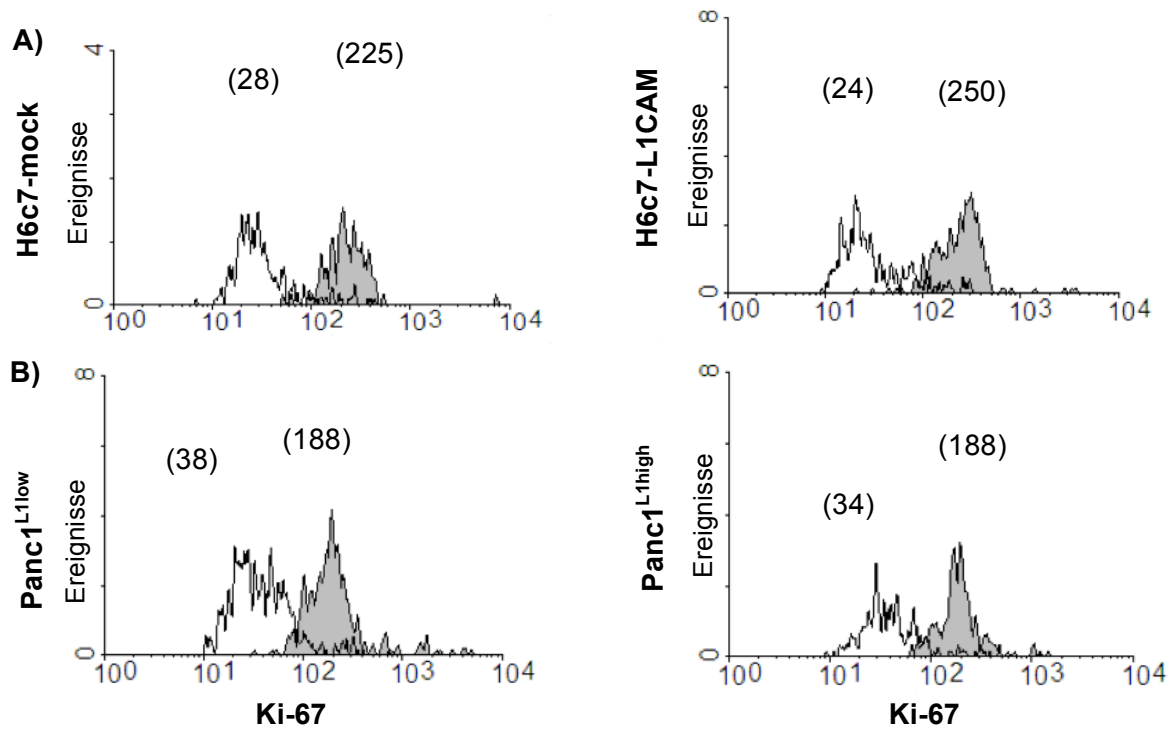 A)
H6c7-mock
Ereignisse
4
0
(28)
(225)
10⁰ 10¹ 10² 10³ 10⁴
H6c7-L1CAM
Ereignisse
8
0
(24)
(250)
10⁰ 10¹ 10² 10³ 10⁴
B)
Panc1ᴸ¹ˡᵒʷ
Ereignisse
8
0
(38)
(188)
10⁰ 10¹ 10² 10³ 10⁴
Ki-67
Panc1ᴸ¹ʰⁱᵍʰ
Ereignisse
8
0
(34)
(188)
10⁰ 10¹ 10² 10³ 10⁴
Ki-67